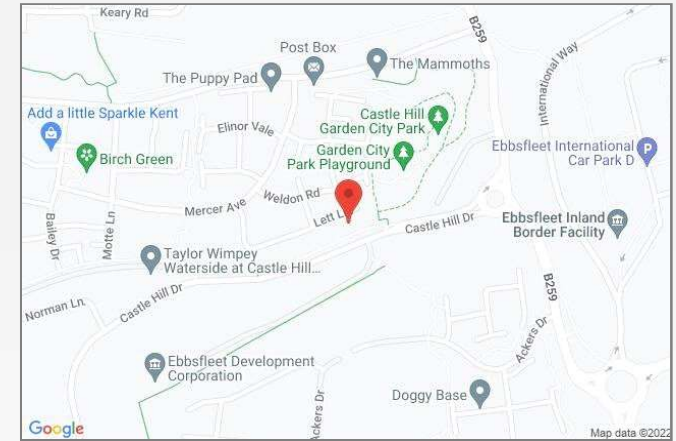 Keary Rd
B259
Post Box
The Mammoths
The Puppy Pad
International Way
Add a little Sparkle Kent
Castle Hill
Garden City Park
Elinor Vale
Ebbsfleet International
Car Park D
P
Birch Green
Garden City
Park Playground
Weldon Rd
Mercer Ave
Lett L
Bailey Dr
Motte Ln
Castle Hill Dr
Ebbsfleet Inland
Border Facility
Taylor Wimpey
Waterside at Castle Hill...
B259
Norman Ln
Castle Hill Dr
Ackers Dr
Ebbsfleet Development
Corporation
Doggy Base
Ackers Dr
Google
Map data ©2022